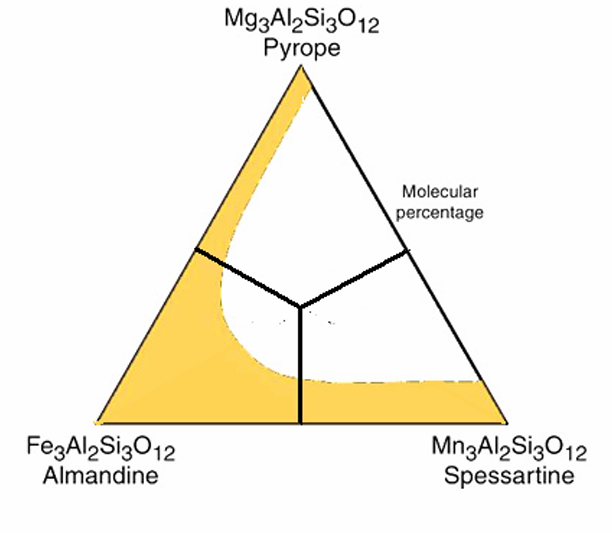 Mg3Al2Si3O12
Pyrope
Molecular
percentage
Fe3Al2Si3O12
Almandine
Mn3Al2Si3O12
Spessartine